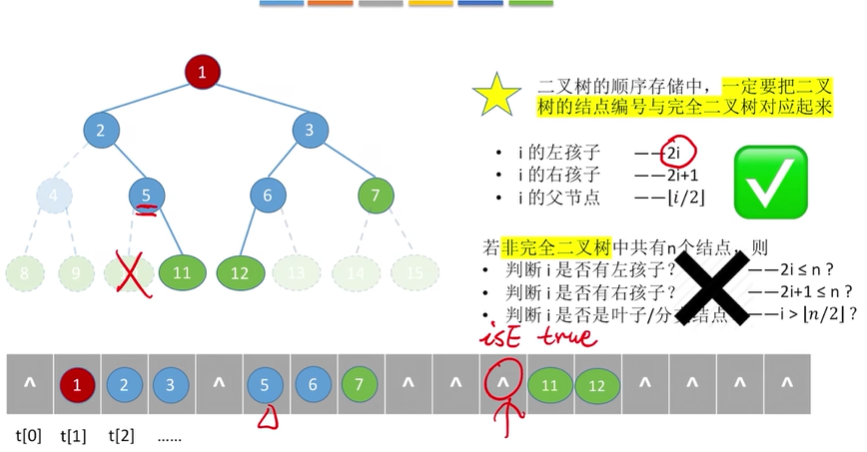 1
2
3
4
5
6
7
8
9
11
12
13
14
15
二叉树的顺序存储中，一定要把二叉
树的结点编号与完全二叉树对应起来
• i 的左孩子 ——2i
• i 的右孩子 ——2i+1
• i 的父节点 ——⌊i/2⌋
若非完全二叉树中共有n个结点，则
• 判断 i 是否有左孩子？ ——2i ≤ n ?
• 判断 i 是否有右孩子？ ——2i+1 ≤ n ?
• 判断 i 是否是叶子/分支结点 ——i > ⌊n/2⌋ ?
isE true
^ 1 2 3 ^ 5 6 7 ^ ^ ^ 11 12 ^ ^ ^ ^
t[0] t[1] t[2] ......